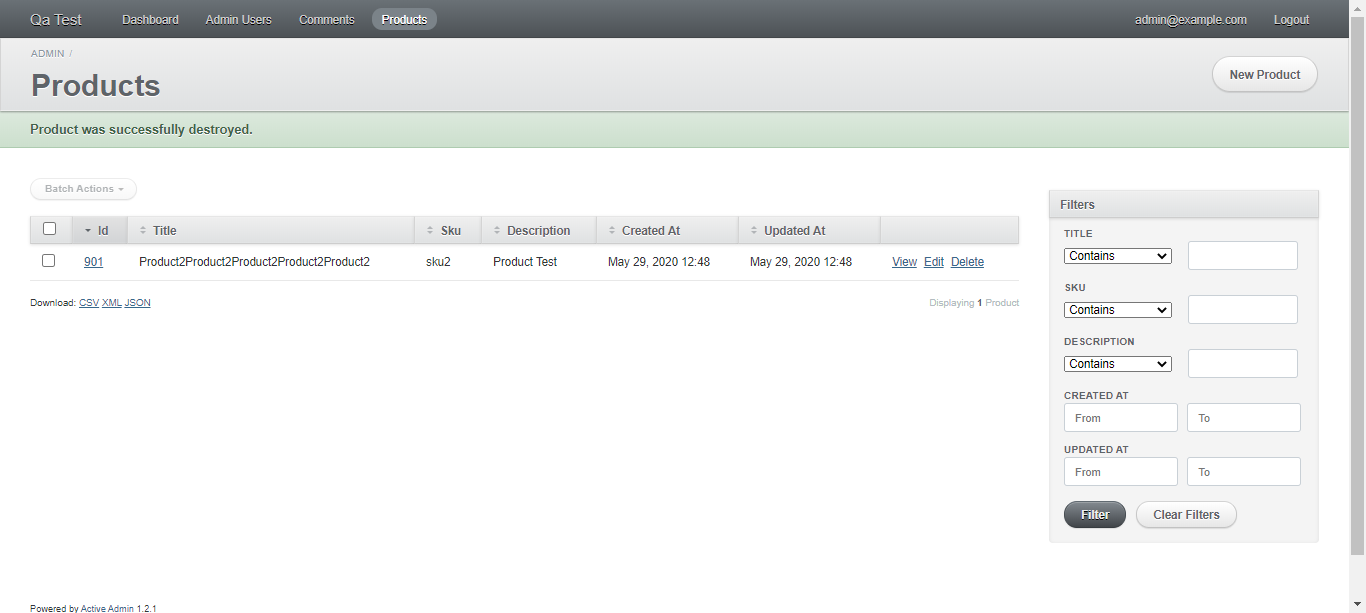 Qa Test Dashboard Admin Users Comments Products admin@example.com Logout
ADMIN /
Products
New Product
Product was successfully destroyed.
Batch Actions
Id Title Sku Description Created At Updated At
901 Product2Product2Product2Product2Product2 sku2 Product Test May 29, 2020 12:48 May 29, 2020 12:48 View Edit Delete
Download: CSV XML JSON
Displaying 1 Product
Filters
TITLE
Contains
SKU
Contains
DESCRIPTION
Contains
CREATED AT
From To
UPDATED AT
From To
Filter Clear Filters
Powered by Active Admin 1.2.1